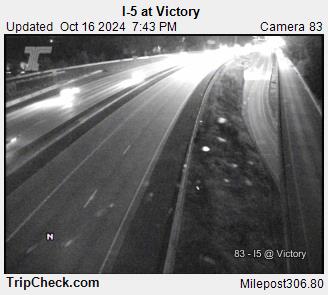 I-5 at Victory
Updated  Oct 16 2024  7:43 PM
Camera 83
N
83 - I5 @ Victory
TripCheck.com
Milepost306.80